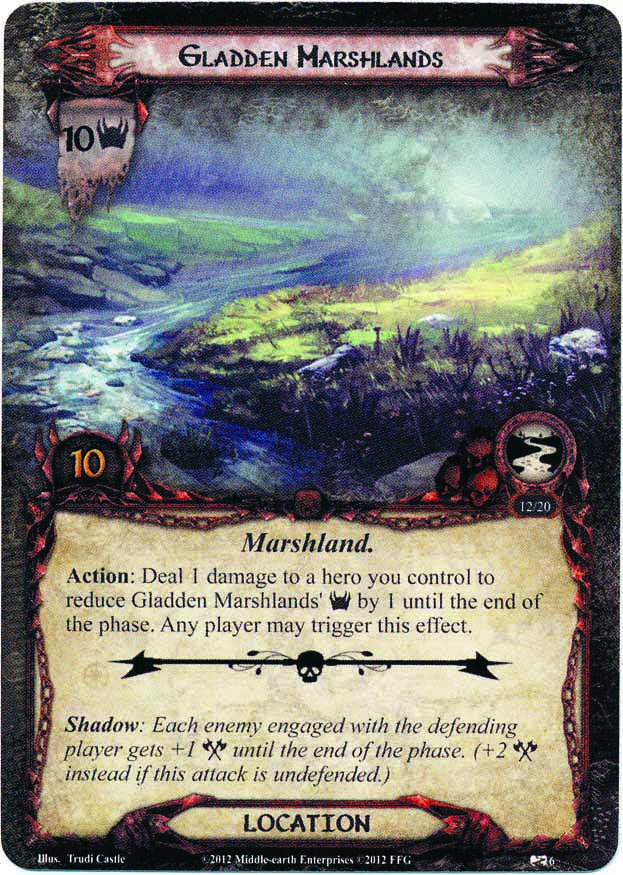 GLADDEN MARSHLANDS
10
10
12/20
Marshland.
Action: Deal 1 damage to a hero you control to
reduce Gladden Marshlands' by 1 until the end of
the phase. Any player may trigger this effect.
Shadow: Each enemy engaged with the defending
player gets +1 until the end of the phase. (+2
instead if this attack is undefended.)
LOCATION
Illus. Trudi Castle ©2012 Middle-earth Enterprises ©2012 FFG 6